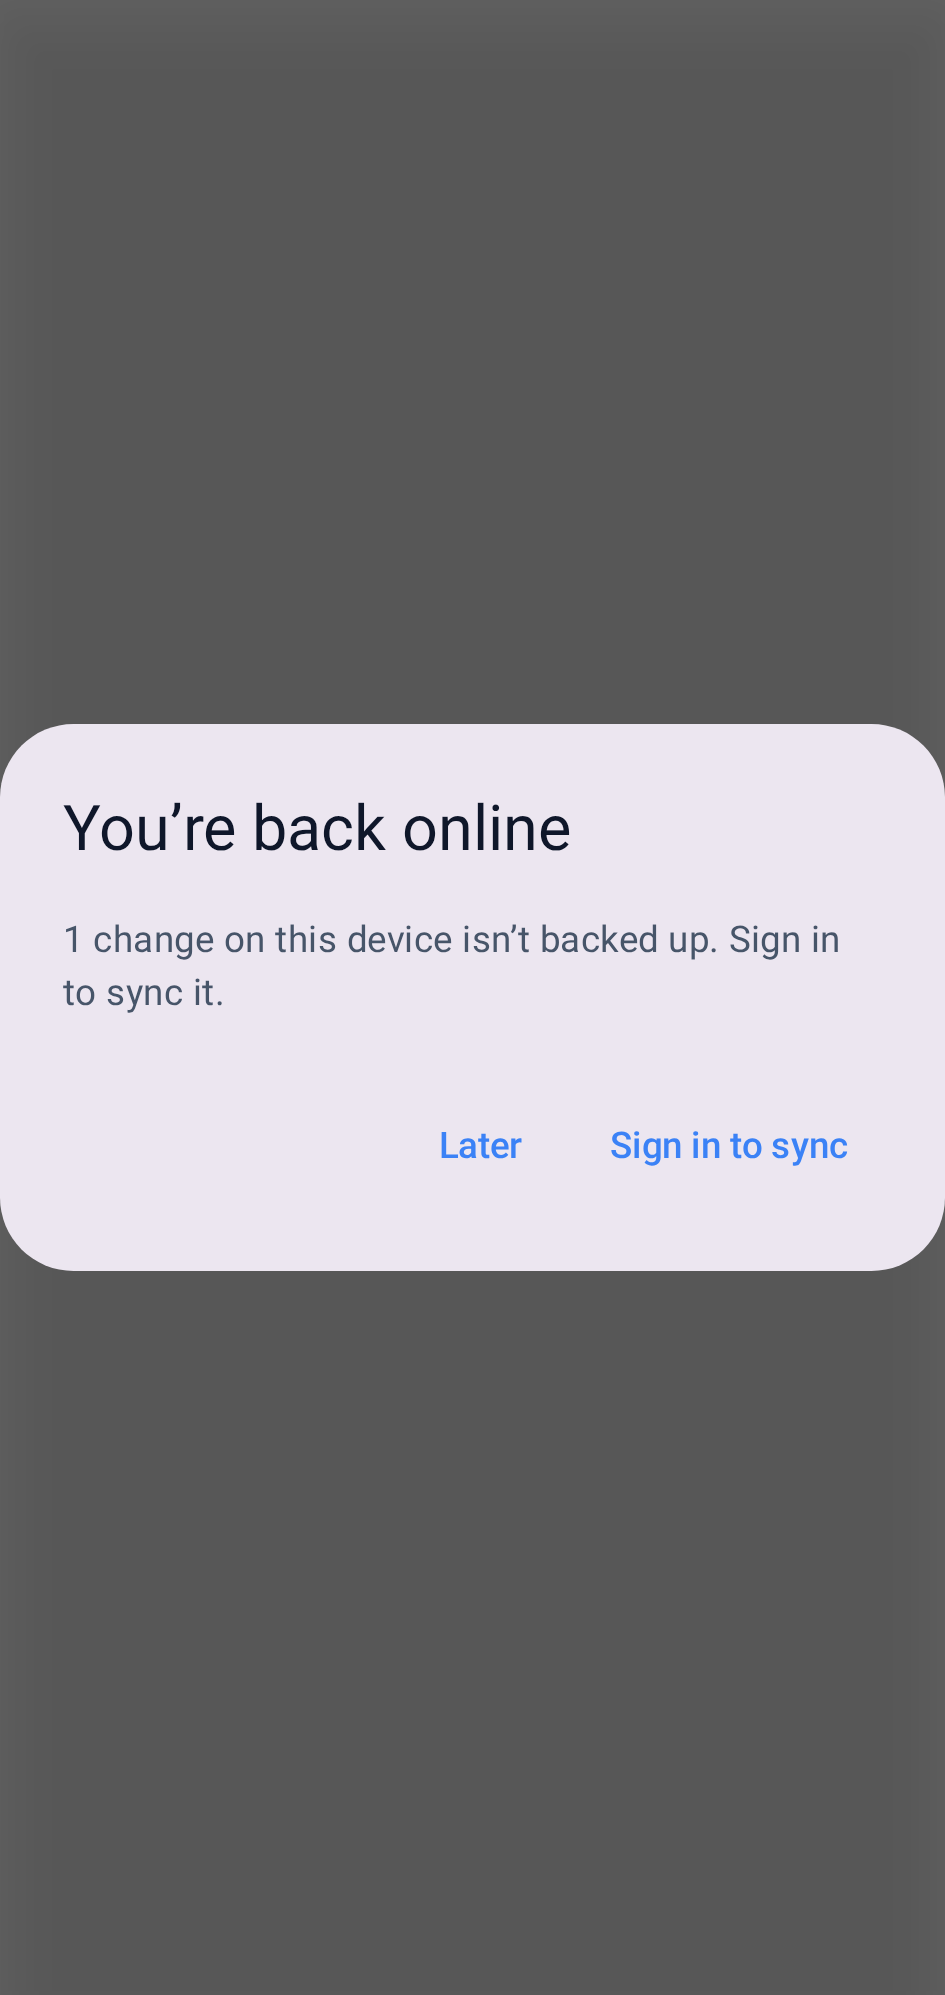 You’re back online
1 change on this device isn’t backed up. Sign in
to sync it.
Later
Sign in to sync